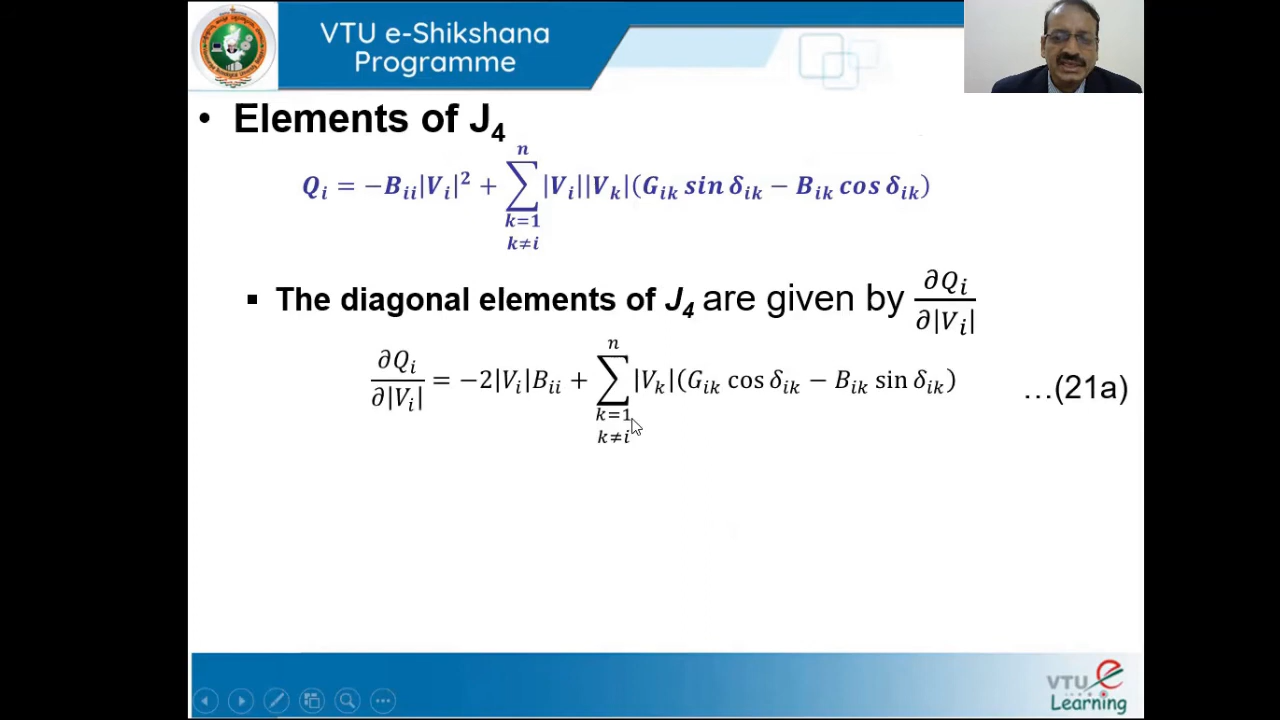 VTU e-Shikshana
Programme
• Elements of J₄
Qᵢ = −Bᵢᵢ|Vᵢ|² + ∑ₖ₌₁, ₖ≠ᵢⁿ |Vᵢ||Vₖ|(Gᵢₖ sin δᵢₖ − Bᵢₖ cos δᵢₖ)
▪ The diagonal elements of J₄ are given by ∂Qᵢ/∂|Vᵢ|
∂Qᵢ/∂|Vᵢ| = −2|Vᵢ|Bᵢᵢ + ∑ₖ₌₁, ₖ≠ᵢⁿ |Vₖ|(Gᵢₖ cos δᵢₖ − Bᵢₖ sin δᵢₖ) …(21a)
VTU e
Learning